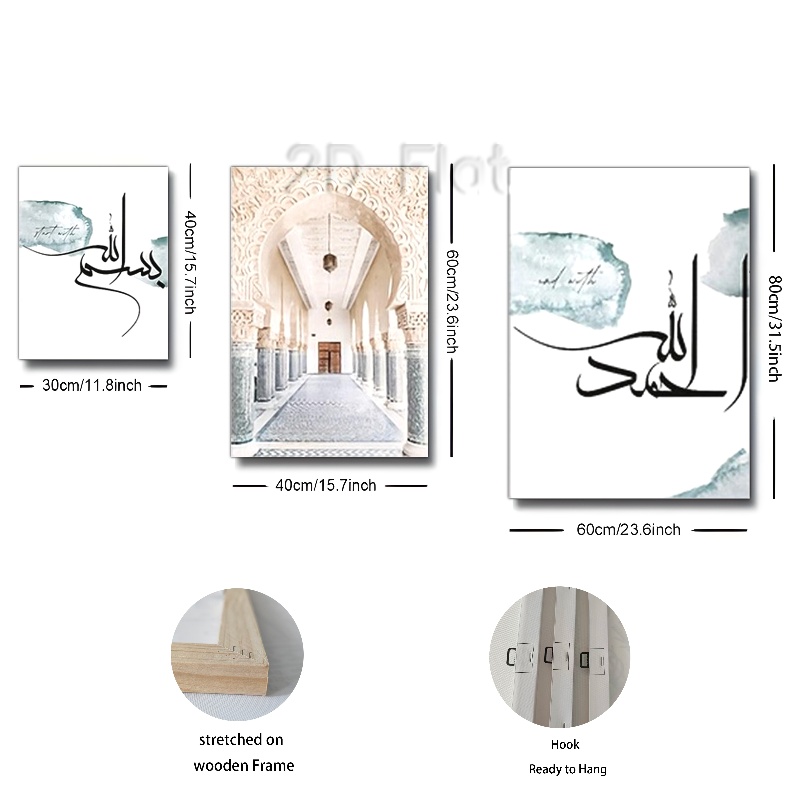 2D Flat
start with
بسم الله
40cm/15.7inch
30cm/11.8inch
60cm/23.6inch
40cm/15.7inch
end with
الحمد لله
80cm/31.5inch
60cm/23.6inch
stretched on
wooden Frame
Hook
Ready to Hang